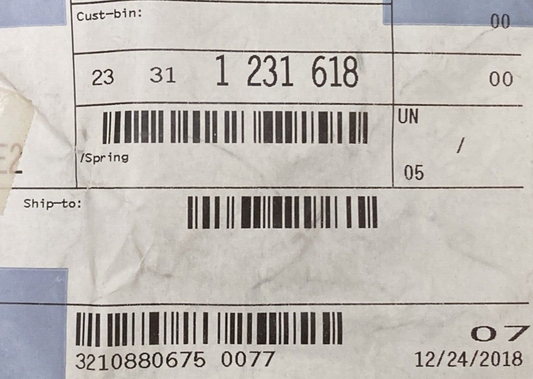 Cust-bin:
00
23 31 1 231 618 00
UN
/
/Spring
05
Ship-to:
3210880675 0077
07
12/24/2018